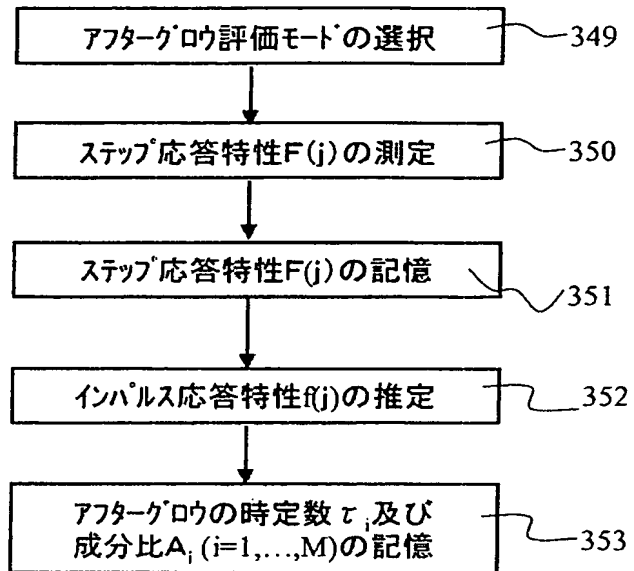 アフターグロウ評価モードの選択
349
ステップ応答特性F(j)の測定
350
ステップ応答特性F(j)の記憶
351
インパルス応答特性f(j)の推定
352
アフターグロウの時定数τi及び
成分比Ai (i=1,...,M)の記憶
353